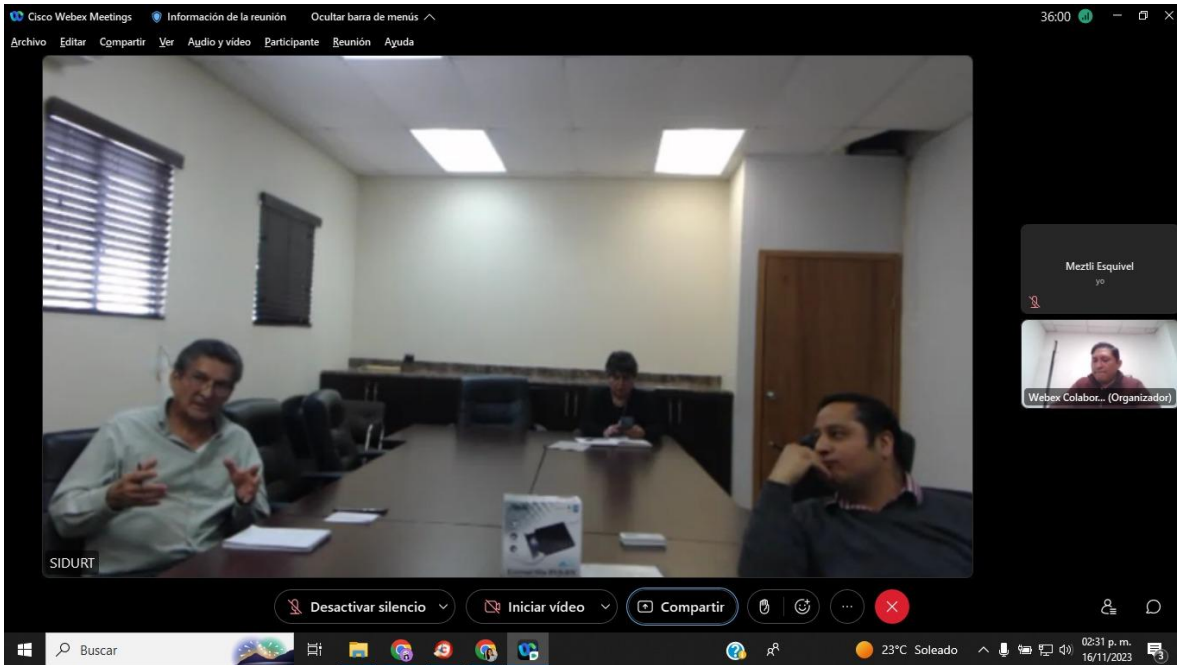 Cisco Webex Meetings
Información de la reunión
Ocultar barra de menús
36:00
Archivo Editar Compartir Ver Audio y vídeo Participante Reunión Ayuda
Meztli Esquivel
yo
Webex Colabor... (Organizador)
SIDURT
Desactivar silencio
Iniciar vídeo
Compartir
Buscar
23°C Soleado
02:31 p. m.
16/11/2023
3